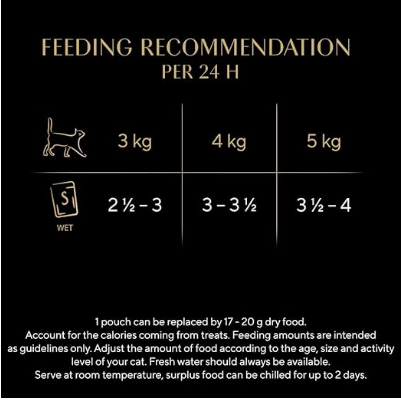 FEEDING RECOMMENDATION
PER 24 H
3 kg 4 kg 5 kg
S
WET 2 ½ – 3 3 – 3 ½ 3 ½ – 4
1 pouch can be replaced by 17 - 20 g dry food.
Account for the calories coming from treats. Feeding amounts are intended
as guidelines only. Adjust the amount of food according to the age, size and activity
level of your cat. Fresh water should always be available.
Serve at room temperature, surplus food can be chilled for up to 2 days.